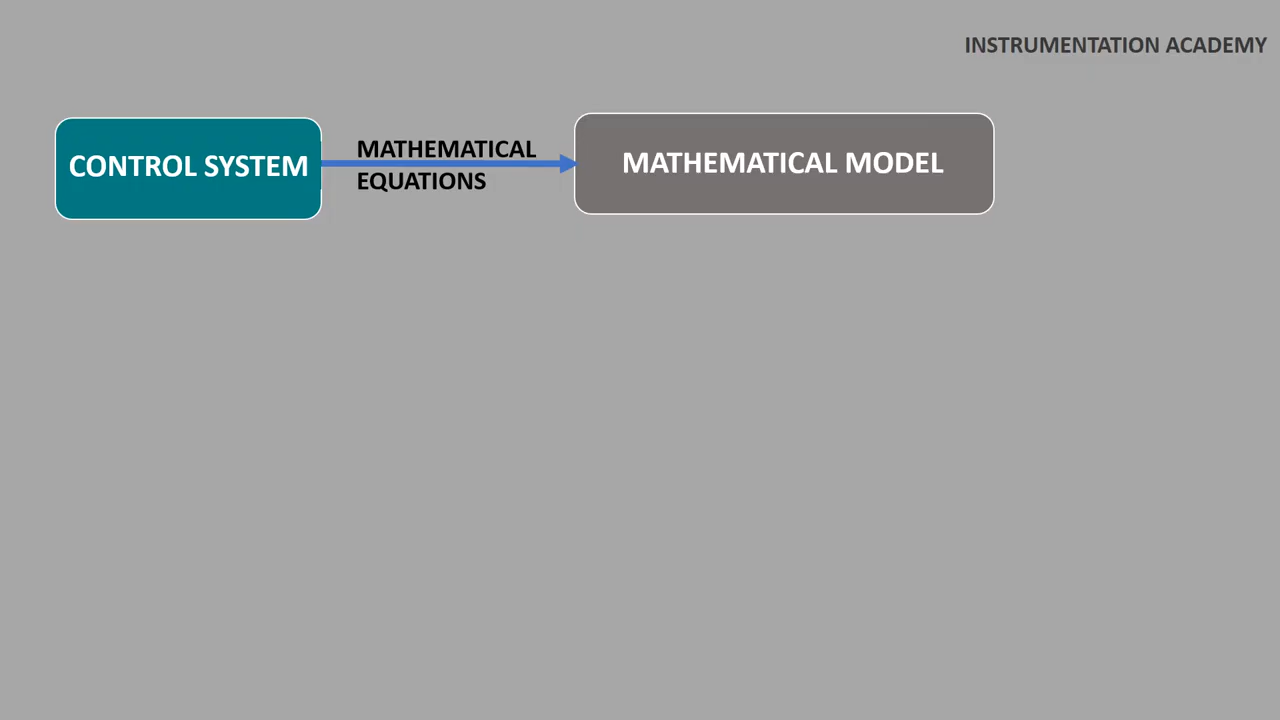 INSTRUMENTATION ACADEMY
CONTROL SYSTEM
MATHEMATICAL
EQUATIONS
MATHEMATICAL MODEL